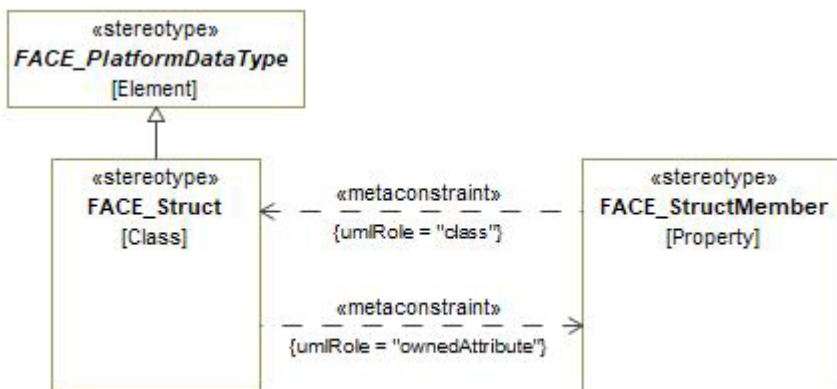 «stereotype»
FACE_PlatformDataType
[Element]
«stereotype»
FACE_Struct
[Class]
«metaconstraint»
{umlRole = "class"}
«metaconstraint»
{umlRole = "ownedAttribute"}
«stereotype»
FACE_StructMember
[Property]